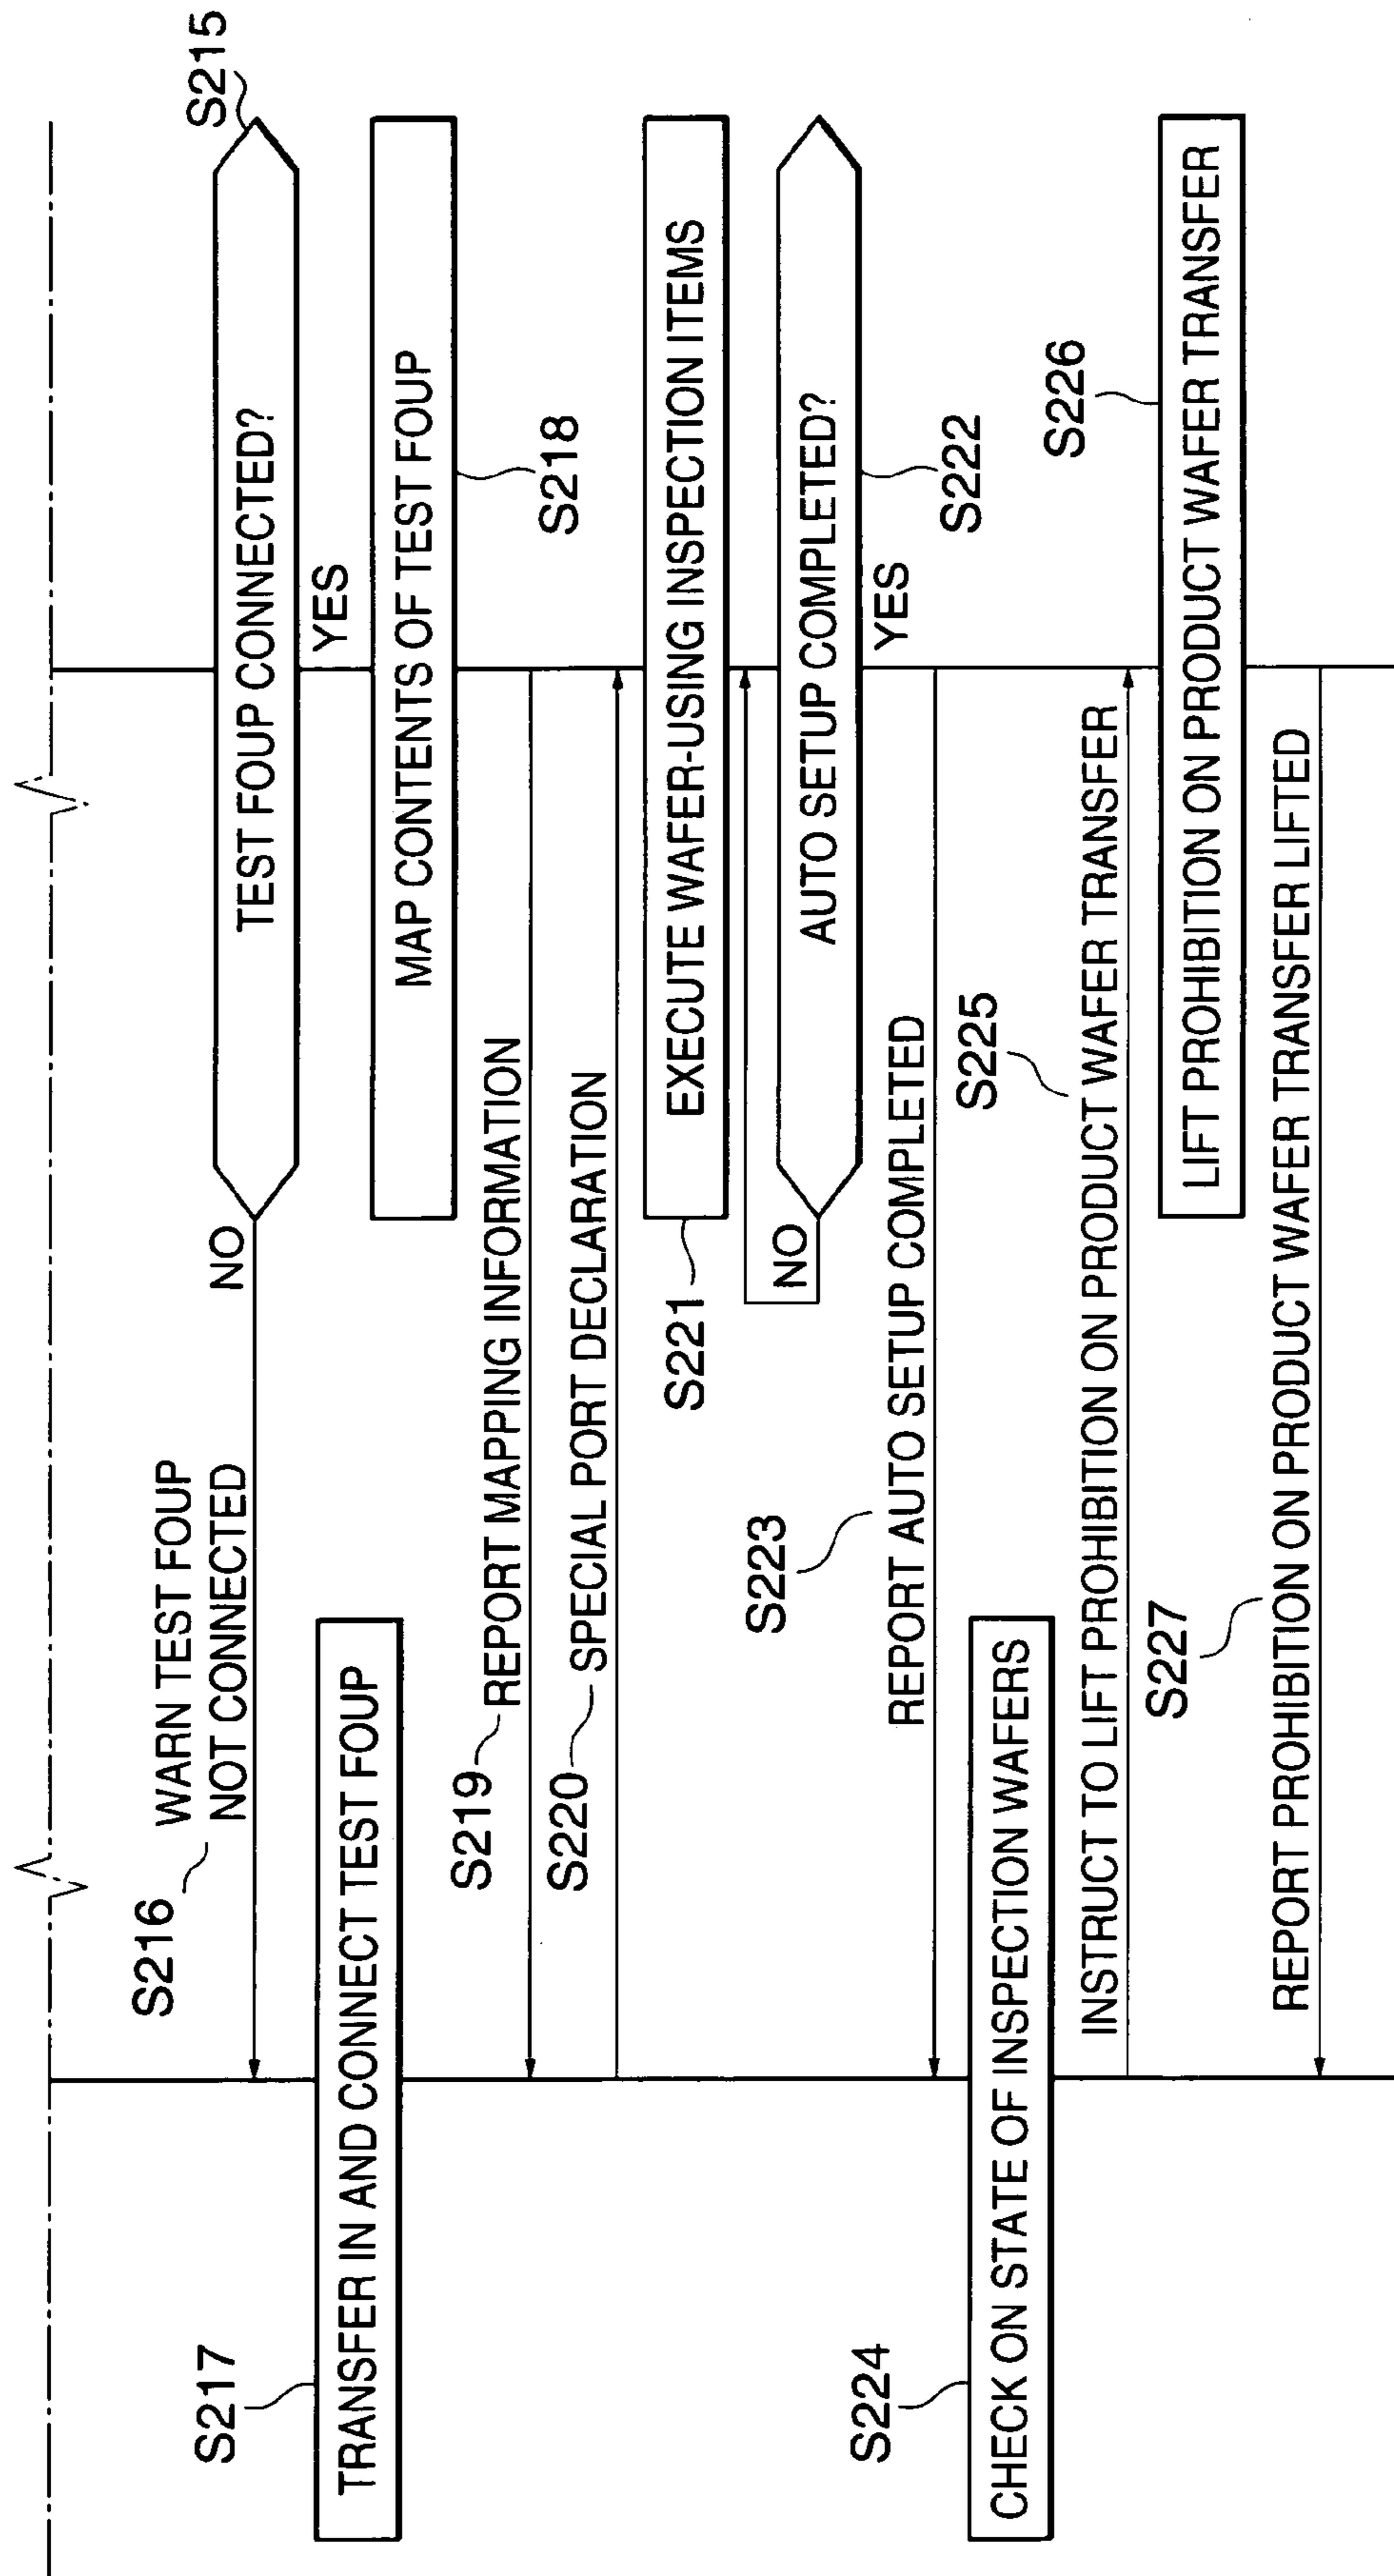 S215
TEST FOUP CONNECTED?
NO
YES
S216
WARN TEST FOUP
NOT CONNECTED
S217
TRANSFER IN AND CONNECT TEST FOUP
MAP CONTENTS OF TEST FOUP
S218
S219
REPORT MAPPING INFORMATION
S220
SPECIAL PORT DECLARATION
EXECUTE WAFER-USING INSPECTION ITEMS
S221
AUTO SETUP COMPLETED?
NO
YES
S222
S223
REPORT AUTO SETUP COMPLETED
S224
CHECK ON STATE OF INSPECTION WAFERS
S225
INSTRUCT TO LIFT PROHIBITION ON PRODUCT WAFER TRANSFER
S226
LIFT PROHIBITION ON PRODUCT WAFER TRANSFER
S227
REPORT PROHIBITION ON PRODUCT WAFER TRANSFER LIFTED